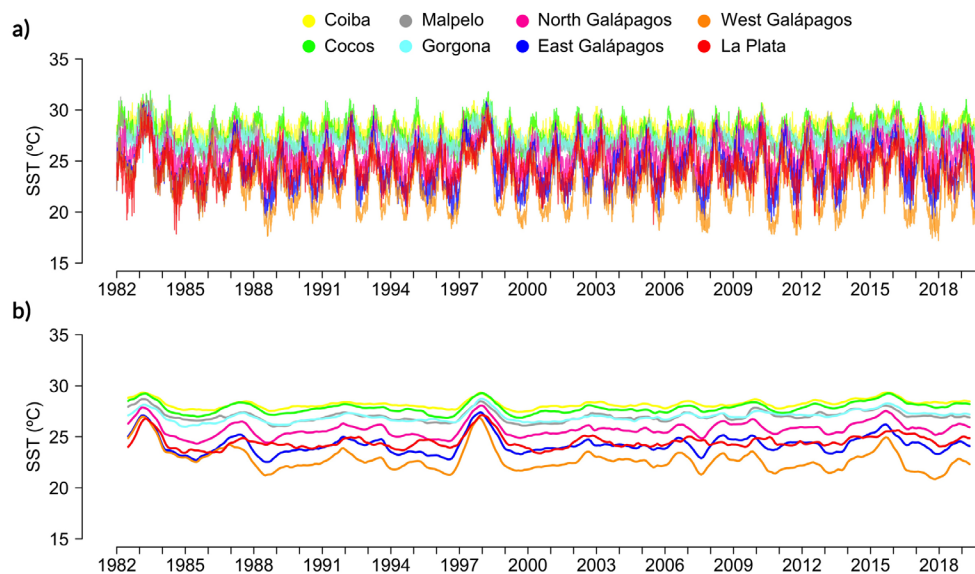 Coiba Malpelo North Galápagos West Galápagos
a)
Cocos Gorgona East Galápagos La Plata
35
30
25
20
15
SST (ºC)
1982 1985 1988 1991 1994 1997 2000 2003 2006 2009 2012 2015 2018
b)
35
30
25
20
15
SST (ºC)
1982 1985 1988 1991 1994 1997 2000 2003 2006 2009 2012 2015 2018